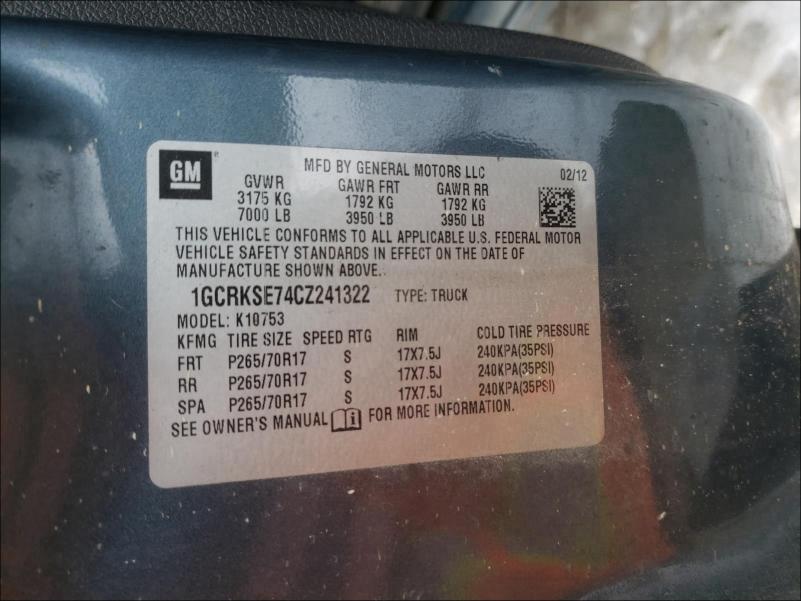 GM
MFD BY GENERAL MOTORS LLC 02/12
GVWR GAWR FRT GAWR RR
3175 KG 1792 KG 1792 KG
7000 LB 3950 LB 3950 LB
THIS VEHICLE CONFORMS TO ALL APPLICABLE U.S. FEDERAL MOTOR
VEHICLE SAFETY STANDARDS IN EFFECT ON THE DATE OF
MANUFACTURE SHOWN ABOVE.
1GCRKSE74CZ241322 TYPE: TRUCK
MODEL: K10753
KFMG TIRE SIZE SPEED RTG RIM COLD TIRE PRESSURE
FRT P265/70R17 S 17X7.5J 240KPA(35PSI)
RR P265/70R17 S 17X7.5J 240KPA(35PSI)
SPA P265/70R17 S 17X7.5J 240KPA(35PSI)
SEE OWNER'S MANUAL FOR MORE INFORMATION.